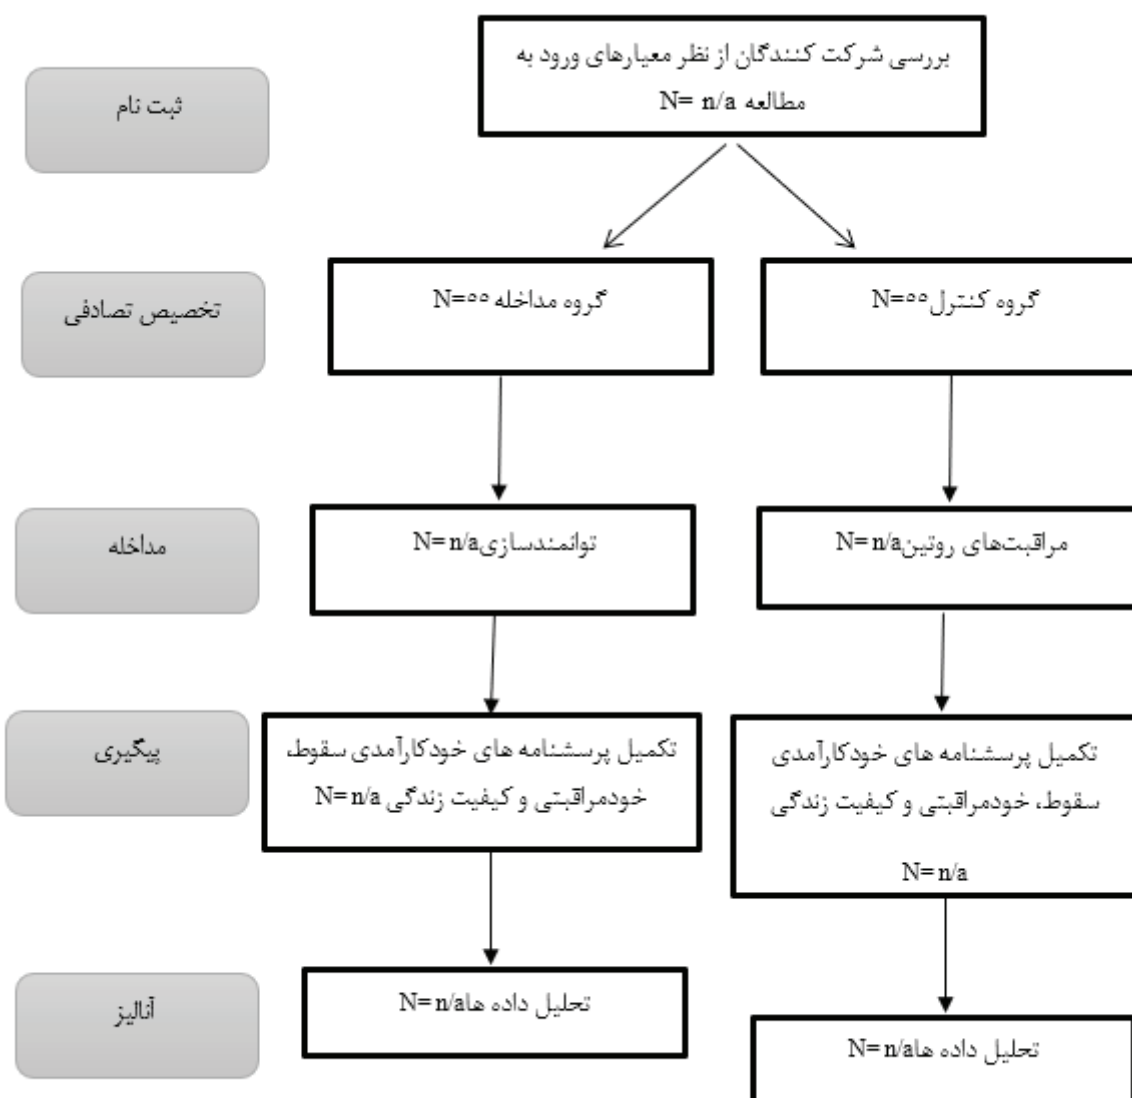 بررسی شرکت کنندگان از نظر معیارهای ورود به
مطالعه N= n/a
ثبت نام
گروه کنترل N=٥٥
گروه مداخله N=٥٥
تخصیص تصادفی
مراقبت‌های روتین N= n/a
توانمندسازی N= n/a
مداخله
تکمیل پرسشنامه های خودکارآمدی
سقوط، خودمراقبتی و کیفیت زندگی
N= n/a
تکمیل پرسشنامه های خودکارآمدی سقوط،
خودمراقبتی و کیفیت زندگی N= n/a
پیگیری
تحلیل داده ها N= n/a
تحلیل داده ها N= n/a
آنالیز